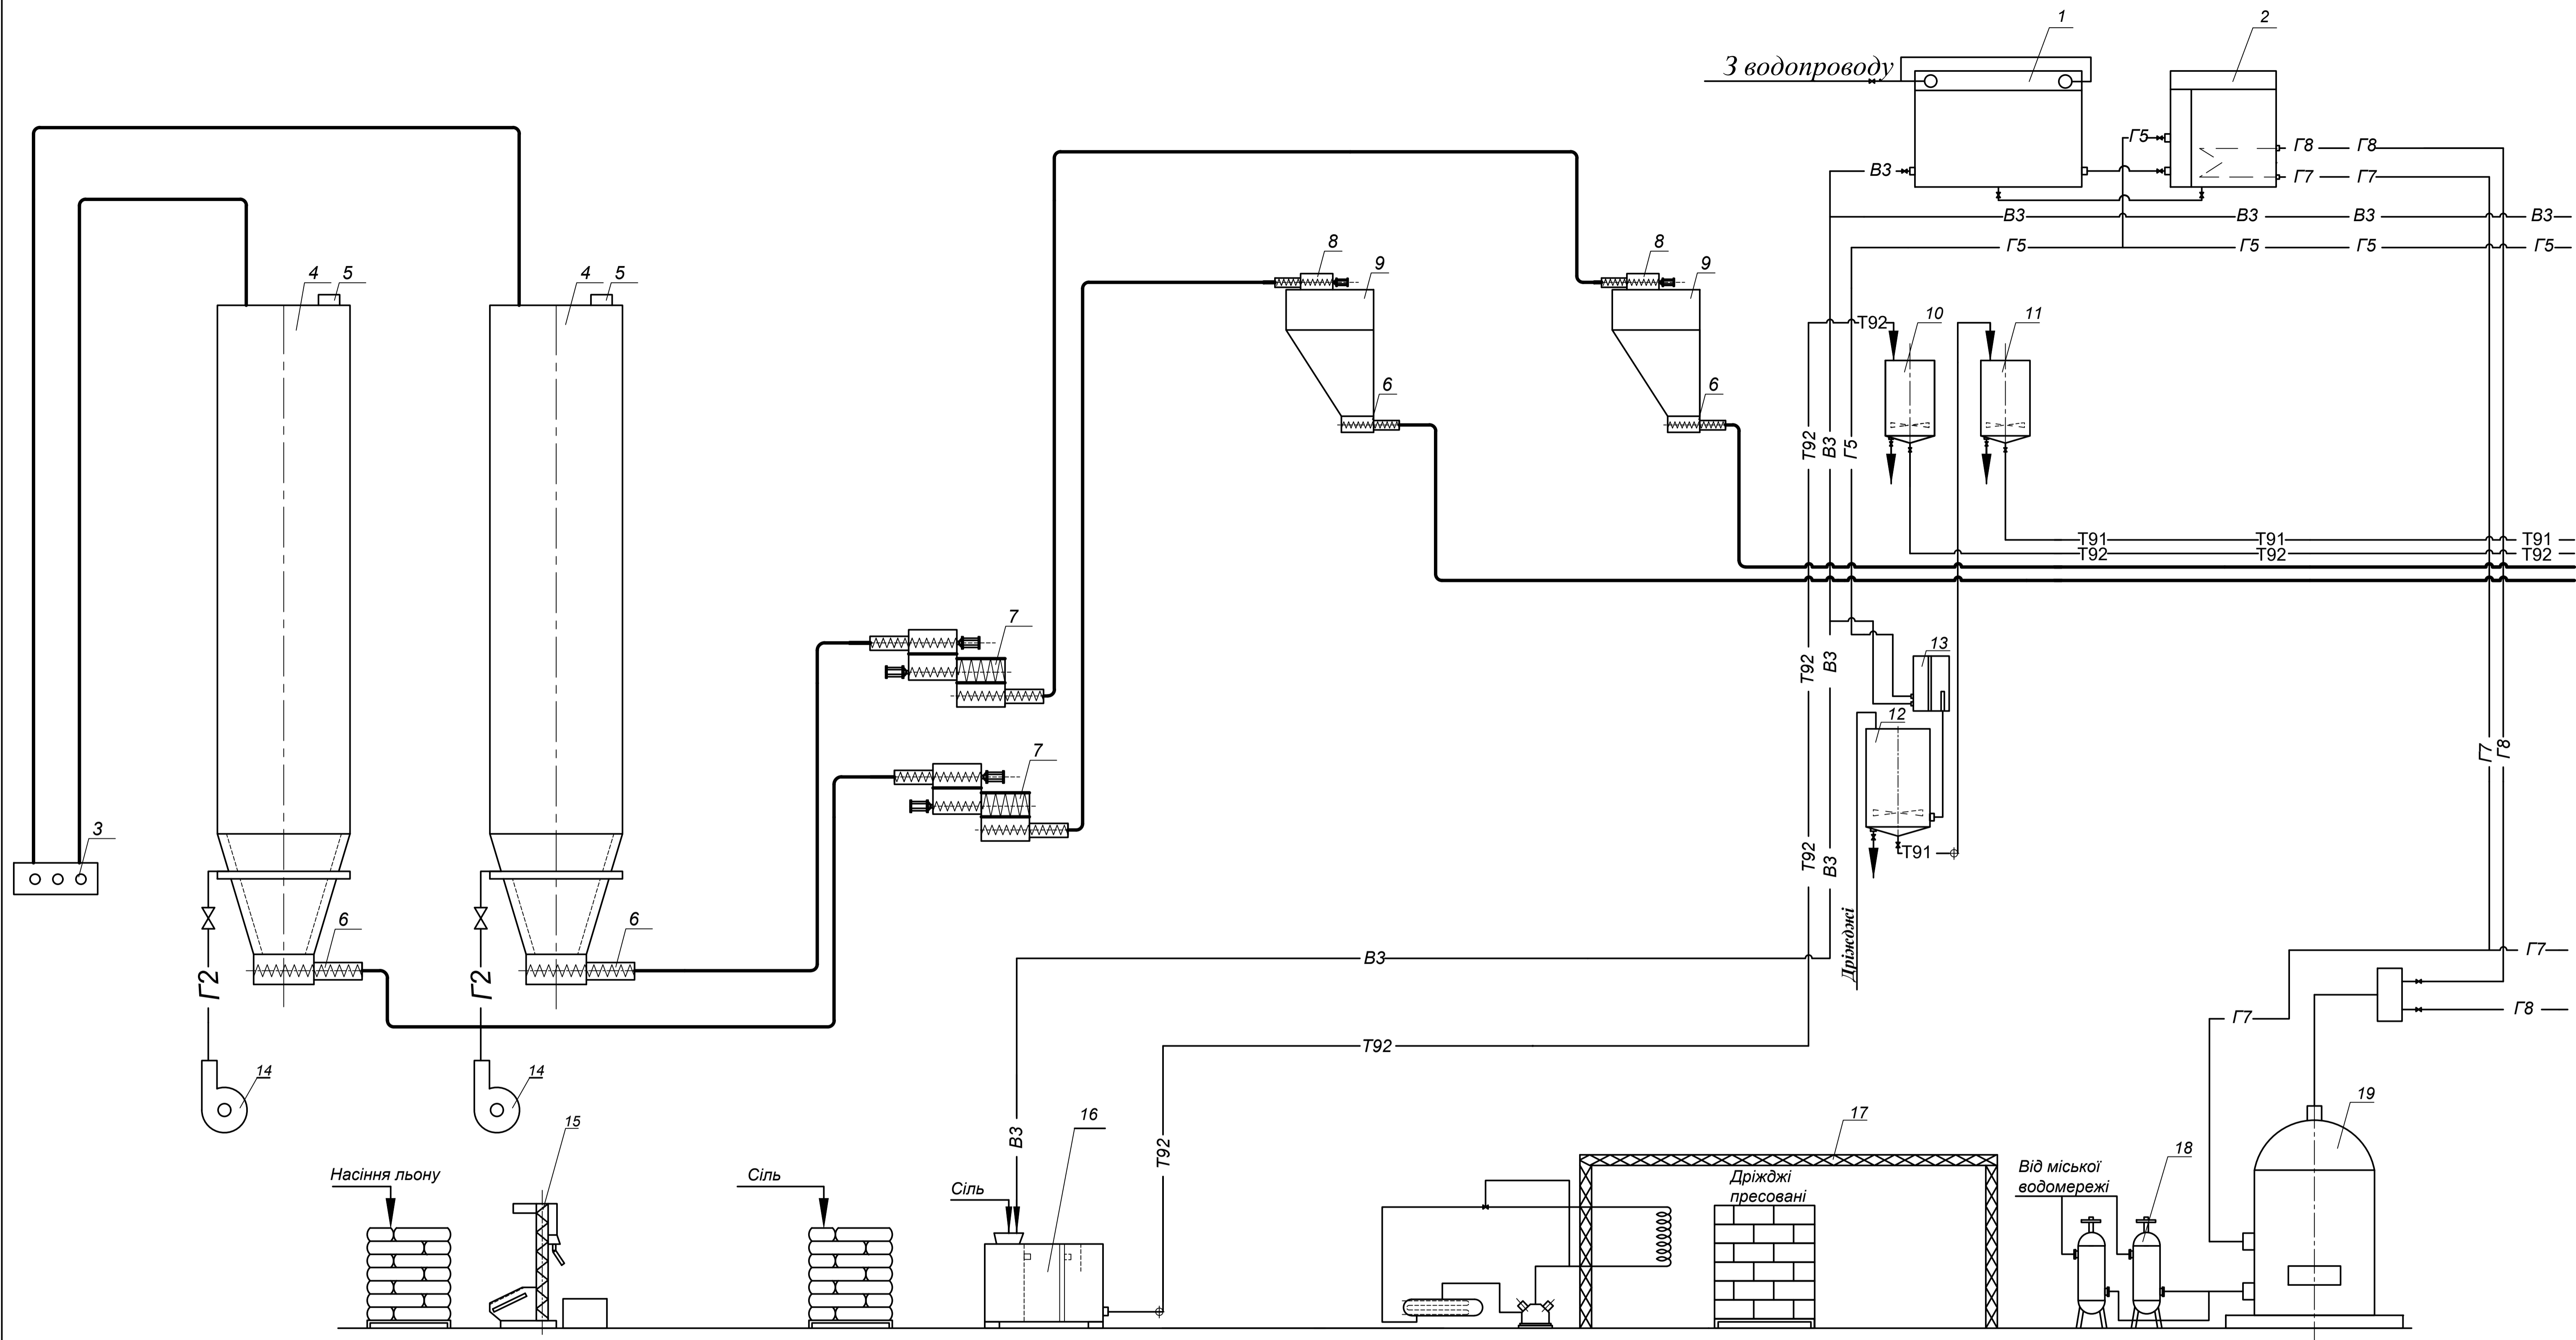 1
2
З водопроводу
Г5
Г8 Г8
В3
Г7 Г7
В3 В3 В3 В3
Г5 Г5 Г5 Г5
8
9
8
9
4 5
4 5
Т92
10
11
6
6
Т92
В3
Г5
Т91 Т91 Т91
Т92 Т92 Т92
7
13
Т92
В3
12
7
Г7
Г8
3
Т92
В3
Т91
6
6
Дріжджі
Г2
Г2
В3
Г7
Г8
Г7
Т92
14
14
15
16
17
19
В3
Т92
18
Насіння льону
Сіль
Сіль
Дріжджі
пресовані
Від міської
водомережі